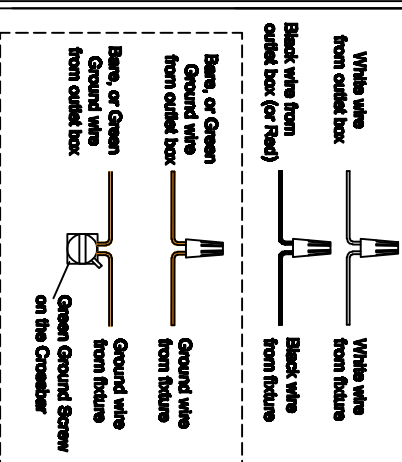 White wire
from outlet box
White wire
from fixture
Black wire from
outlet box (or Red)
Black wire
from fixture
Bare, or Green
Ground wire
from outlet box
Ground wire
from fixture
Bare, or Green
Ground wire
from outlet box
Ground wire
from fixture
Green Ground Screw
on the Crossbar